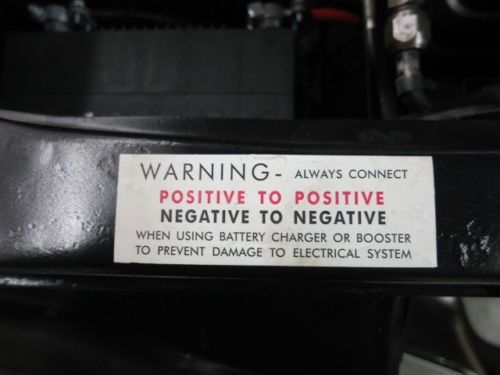 WARNING- ALWAYS CONNECT
POSITIVE TO POSITIVE
NEGATIVE TO NEGATIVE
WHEN USING BATTERY CHARGER OR BOOSTER
TO PREVENT DAMAGE TO ELECTRICAL SYSTEM